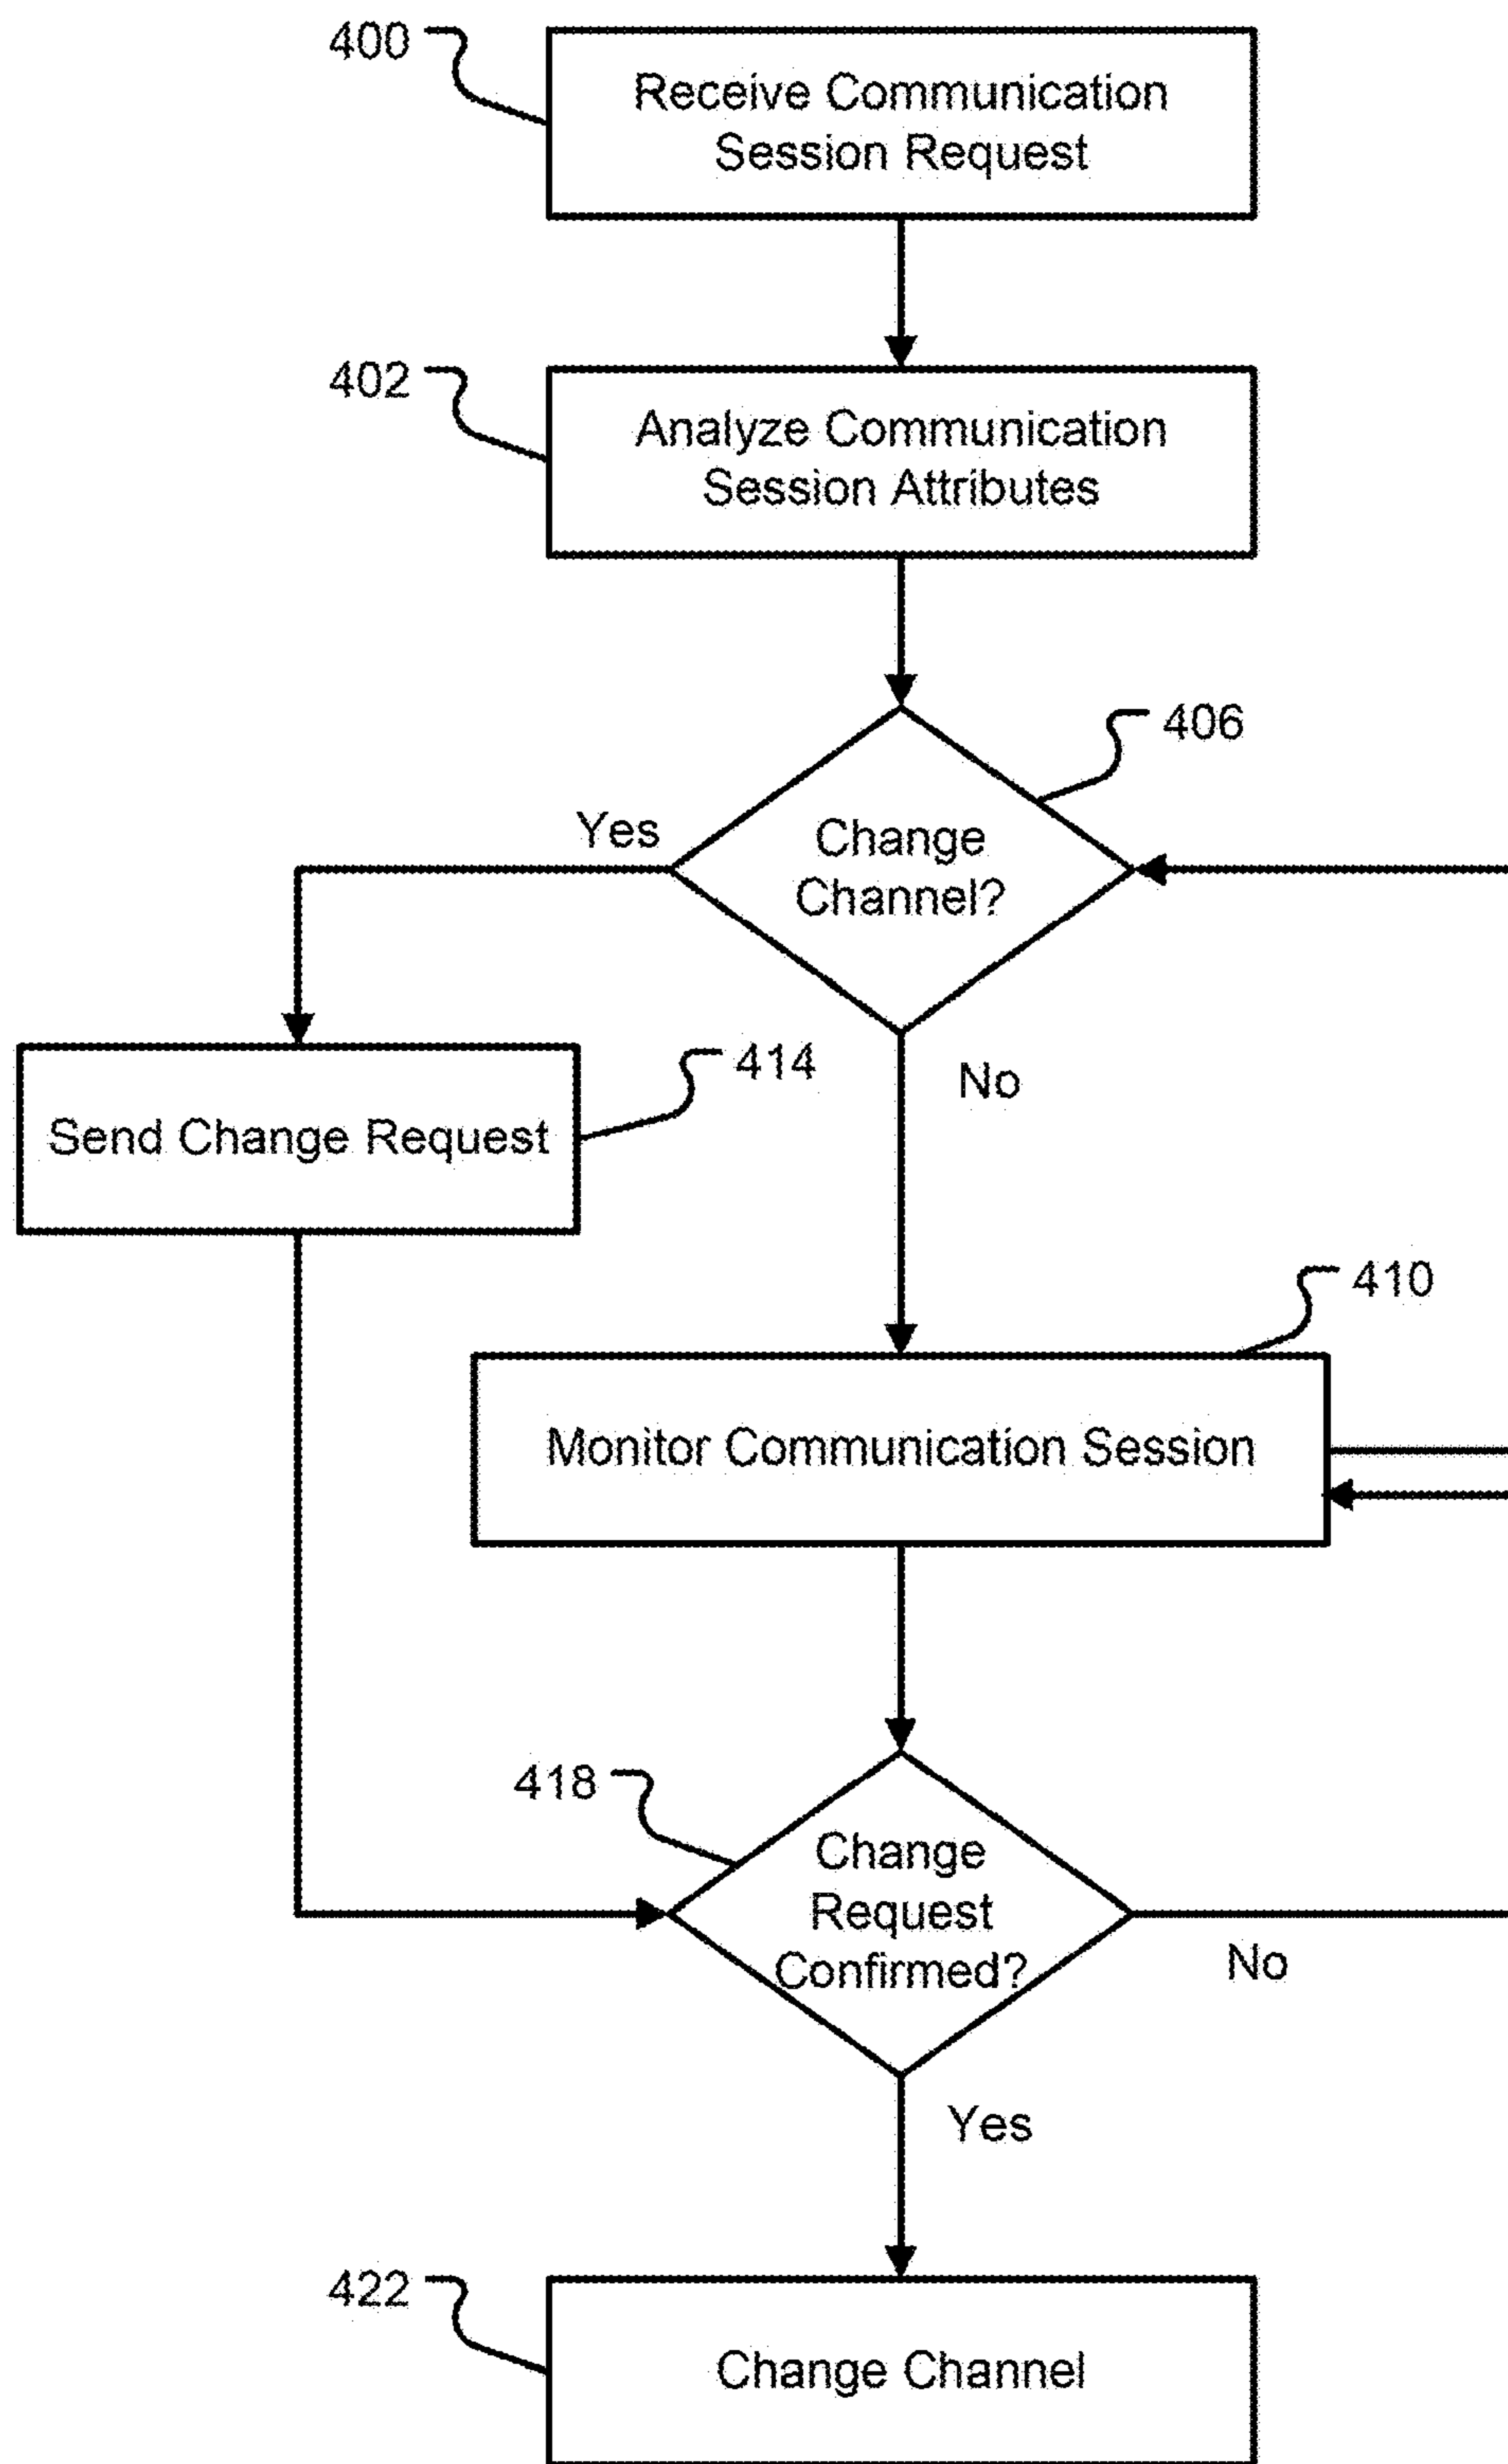 400
Receive Communication
Session Request
402
Analyze Communication
Session Attributes
406
Yes
Change
Channel?
414
No
Send Change Request
410
Monitor Communication Session
418
Change
Request
Confirmed?
No
Yes
422
Change Channel